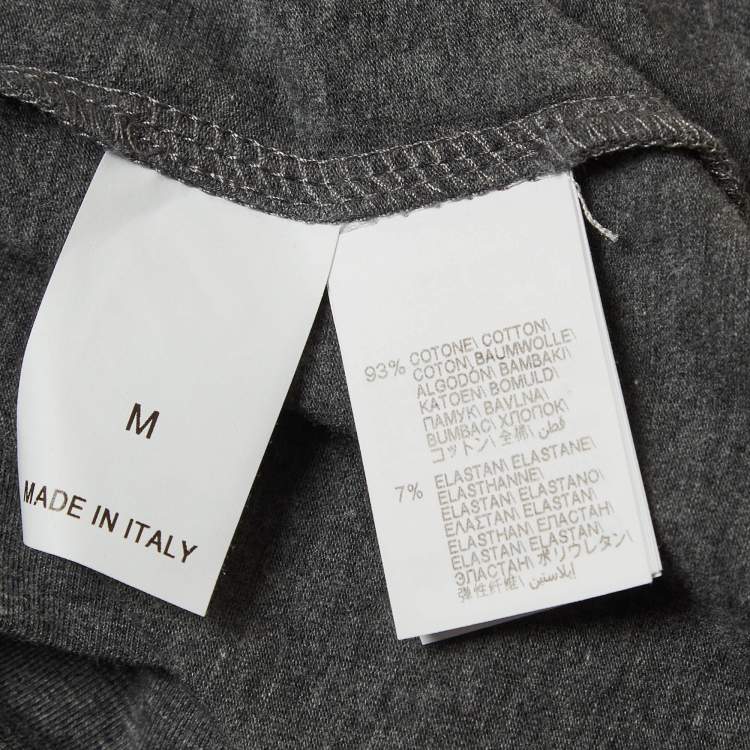 M
MADE IN ITALY
93% COTONE\ COTTON\
COTON\ BAUMWOLLE\
ALGODÓN\ BAMBAKI\
KATOEN\ BOMULD\
ПАМУК\ BAVLNA\
BUMBAC\ ХЛОПОК\
コットン\ 全棉\ قطن\
7% ELASTAN\ ELASTANE\
ELASTHANNE\
ELASTAN\ ELASTANO\
ΕΛΑΣΤΑΝ\ ELASTAN\
ELASTHAN\ ЕЛАСТАН\
ELASTAN\ ELASTAN\
ЭЛАСТАН\ ポリウレタン\
弹性纤维\ إيلاستين\